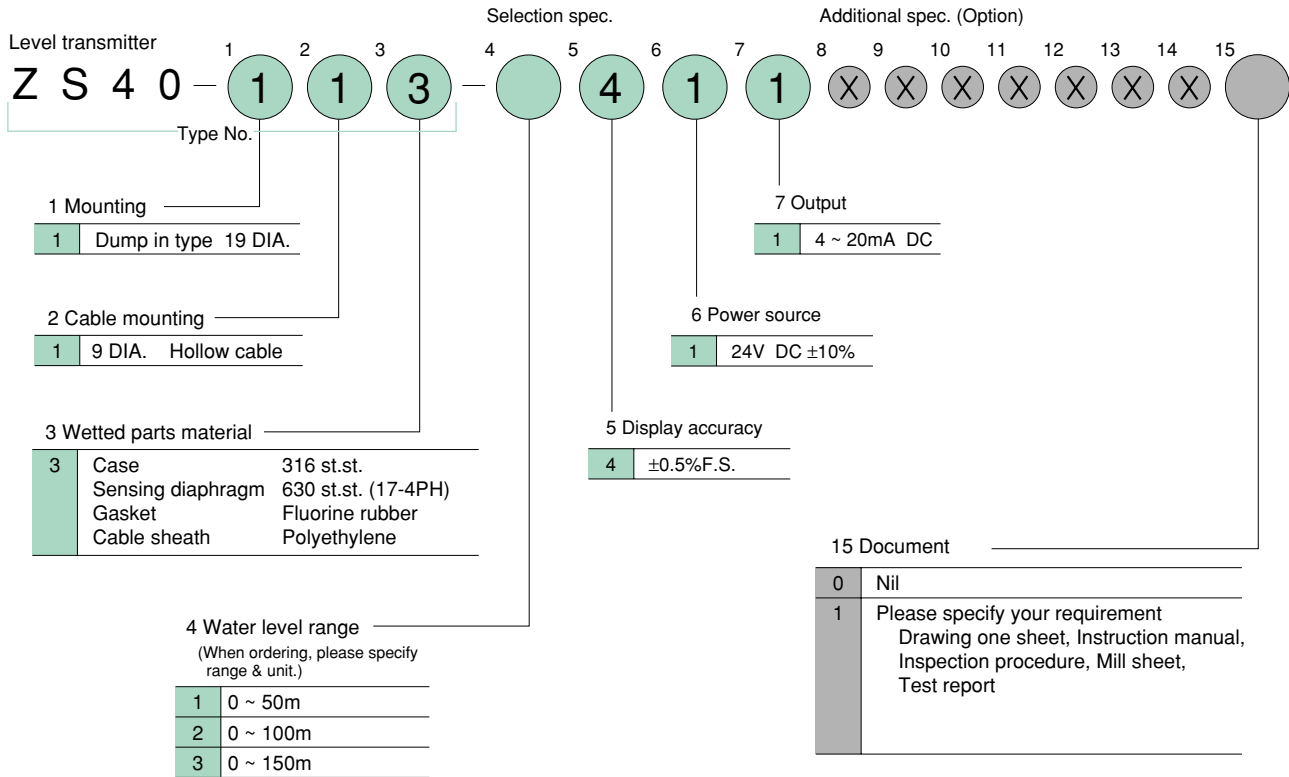 Selection spec.
Additional spec. (Option)
Level transmitter
1 2 3 4 5 6 7 8 9 10 11 12 13 14 15
Z S 4 0 — 1 1 3 — 4 1 1 X X X X X X X
Type No.
1 Mounting
1 Dump in type 19 DIA.
7 Output
1 4 ~ 20mA DC
2 Cable mounting
1 9 DIA. Hollow cable
6 Power source
1 24V DC ±10%
3 Wetted parts material
3 Case 316 st.st.
Sensing diaphragm 630 st.st. (17-4PH)
Gasket Fluorine rubber
Cable sheath Polyethylene
5 Display accuracy
4 ±0.5%F.S.
15 Document
0 Nil
1 Please specify your requirement
Drawing one sheet, Instruction manual,
Inspection procedure, Mill sheet,
Test report
4 Water level range
(When ordering, please specify
range & unit.)
1 0 ~ 50m
2 0 ~ 100m
3 0 ~ 150m